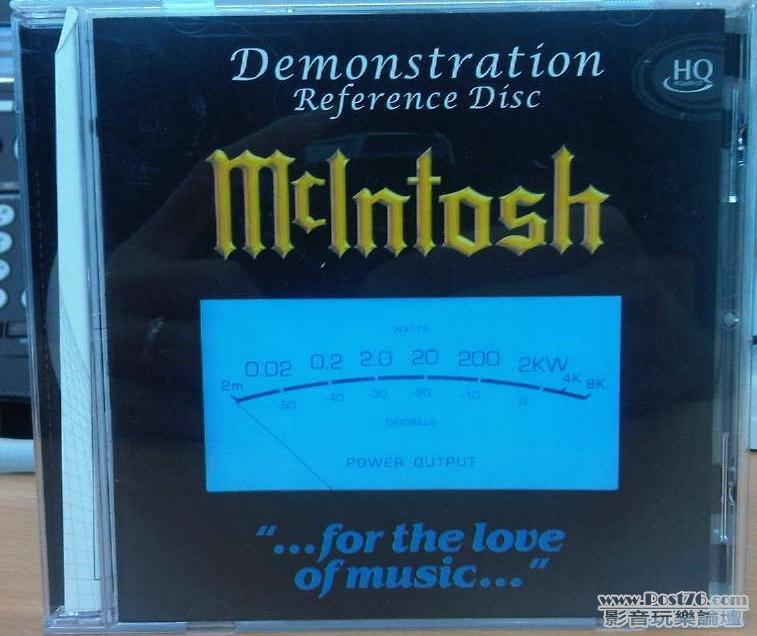 Demonstration
Reference Disc
HQ
McIntosh
WATTS
2m 0.02 0.2 2.0 20 200 2KW 4K 8K
-50 -40 -30 -20 -10 0
DECIBELS
POWER OUTPUT
"...for the love
of music..."
www.Post76.com
影音玩樂論壇